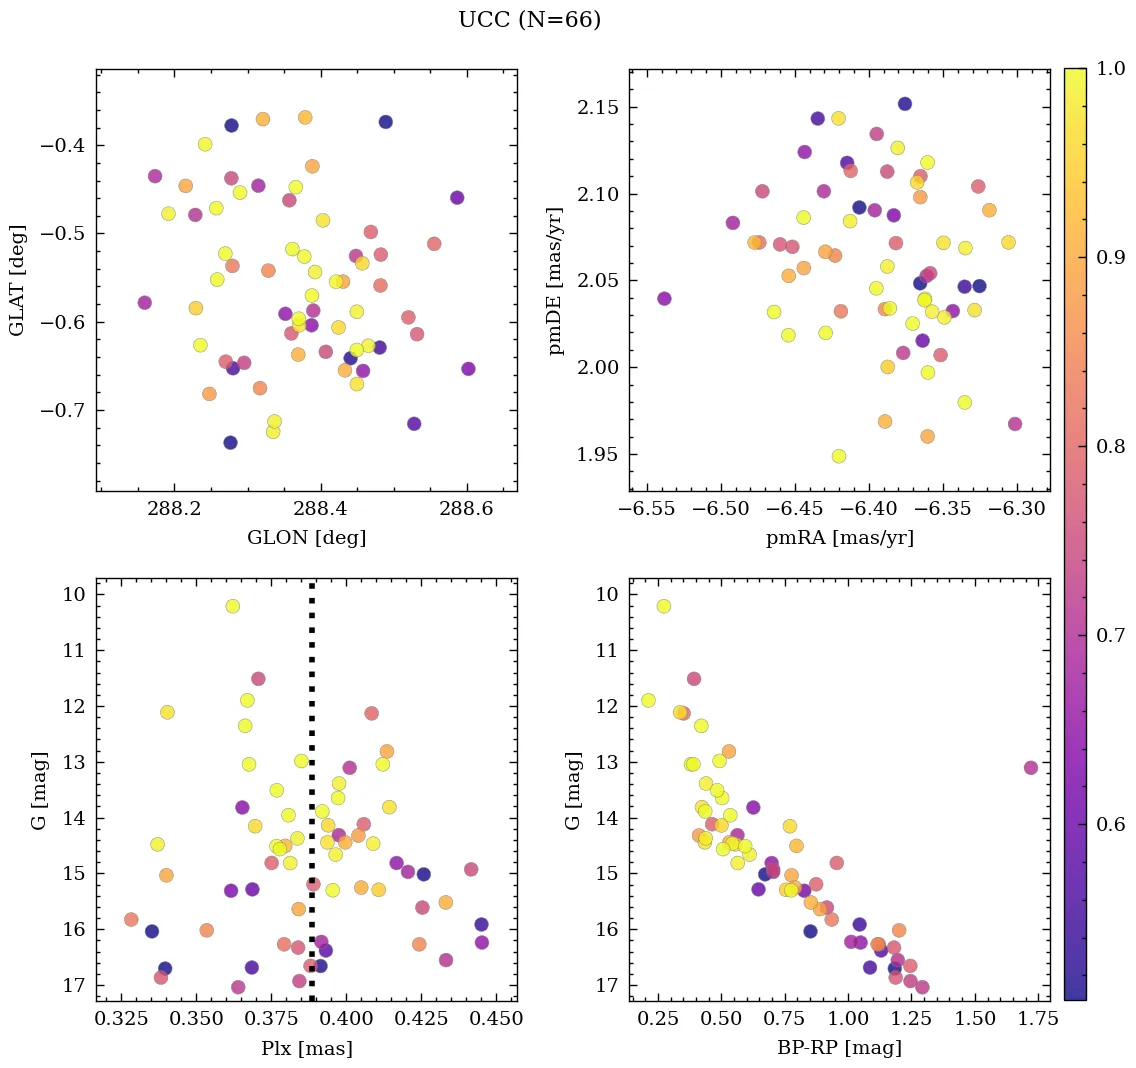 UCC (N=66)
−0.4
−0.5
−0.6
−0.7
GLAT [deg]
288.2 288.4 288.6
GLON [deg]
2.15
2.10
2.05
2.00
1.95
pmDE [mas/yr]
−6.55 −6.50 −6.45 −6.40 −6.35 −6.30
pmRA [mas/yr]
1.0
0.9
0.8
0.7
0.6
10
11
12
13
14
15
16
17
G [mag]
0.325 0.350 0.375 0.400 0.425 0.450
Plx [mas]
10
11
12
13
14
15
16
17
G [mag]
0.25 0.50 0.75 1.00 1.25 1.50 1.75
BP-RP [mag]